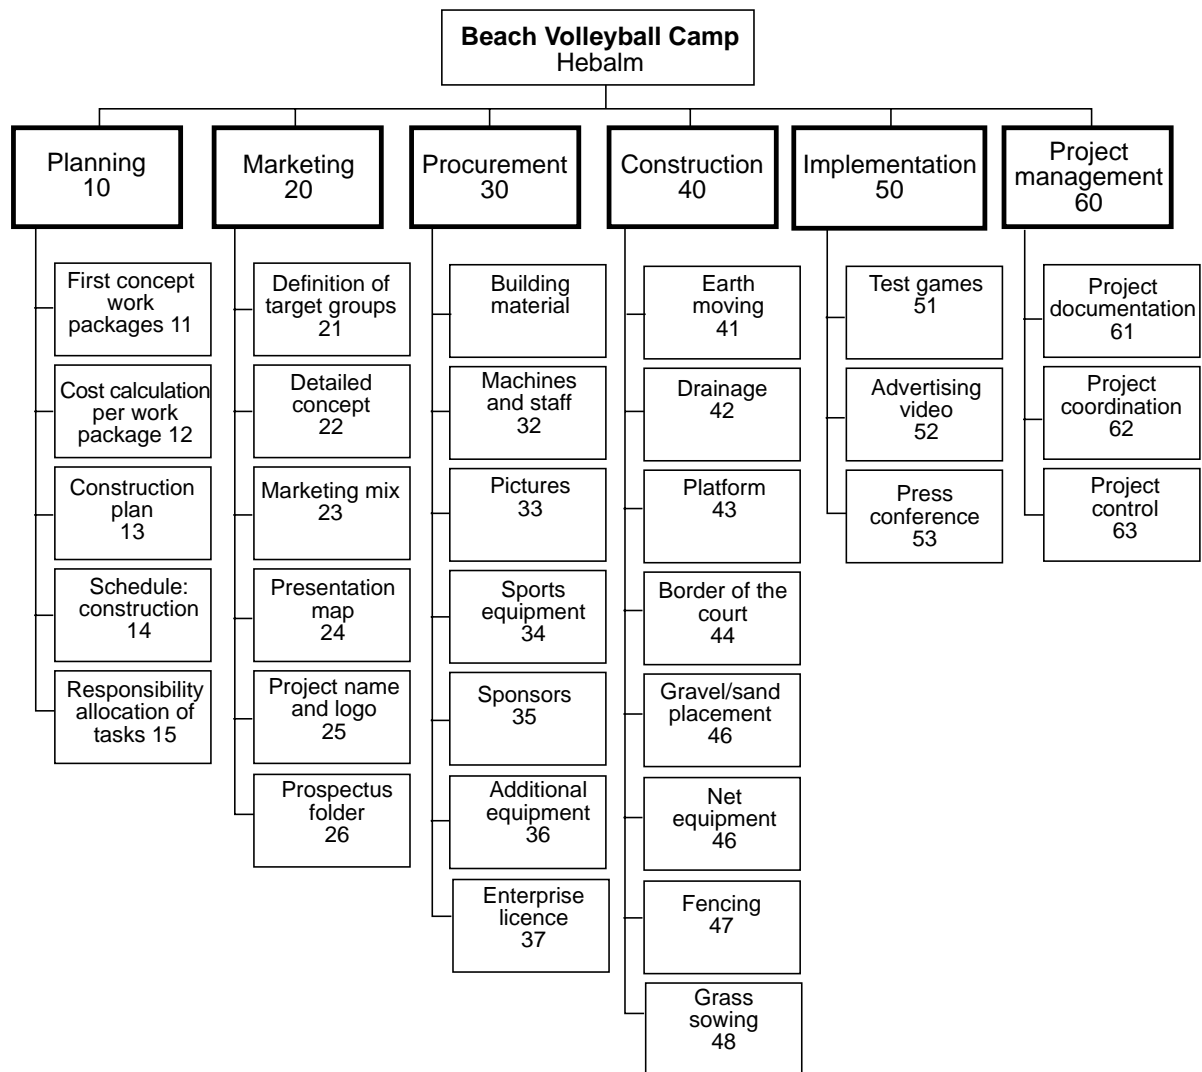 Beach Volleyball Camp
Hebalm
Planning
10
Marketing
20
Procurement
30
Construction
40
Implementation
50
Project
management
60
First concept
work
packages 11
Cost calculation
per work
package 12
Construction
plan
13
Schedule:
construction
14
Responsibility
allocation of
tasks 15
Definition of
target groups
21
Detailed
concept
22
Marketing mix
23
Presentation
map
24
Project name
and logo
25
Prospectus
folder
26
Building
material
Machines
and staff
32
Pictures
33
Sports
equipment
34
Sponsors
35
Additional
equipment
36
Enterprise
licence
37
Earth
moving
41
Drainage
42
Platform
43
Border of the
court
44
Gravel/sand
placement
46
Net
equipment
46
Fencing
47
Grass
sowing
48
Test games
51
Advertising
video
52
Press
conference
53
Project
documentation
61
Project
coordination
62
Project
control
63